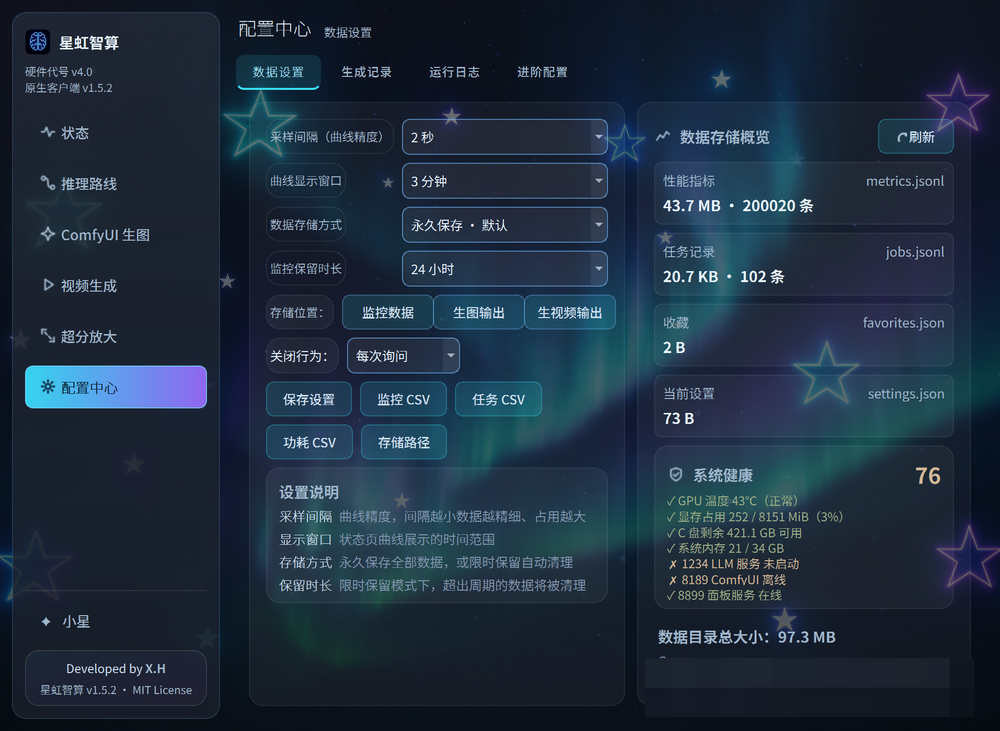 星虹智算
硬件代号 v4.0
原生客户端 v1.5.2
状态
推理路线
ComfyUI 生图
视频生成
超分放大
配置中心
小星
Developed by X.H
星虹智算 v1.5.2 · MIT License
配置中心 数据设置
数据设置 生成记录 运行日志 进阶配置
采样间隔（曲线精度） 2 秒
曲线显示窗口 3 分钟
数据存储方式 永久保存 · 默认
监控保留时长 24 小时
存储位置： 监控数据 生图输出 生视频输出
关闭行为： 每次询问
保存设置 监控 CSV 任务 CSV
功耗 CSV 存储路径
设置说明
采样间隔 曲线精度，间隔越小数据越精细、占用越大
显示窗口 状态页曲线展示的时间范围
存储方式 永久保存全部数据，或限时保留自动清理
保留时长 限时保留模式下，超出周期的数据将被清理
数据存储概览 刷新
性能指标 metrics.jsonl
43.7 MB · 200020 条
任务记录 jobs.jsonl
20.7 KB · 102 条
收藏 favorites.json
2 B
当前设置 settings.json
73 B
系统健康 76
✓ GPU 温度 43°C（正常）
✓ 显存占用 252 / 8151 MiB（3%）
✓ C 盘剩余 421.1 GB 可用
✓ 系统内存 21 / 34 GB
✗ 1234 LLM 服务 未启动
✗ 8189 ComfyUI 离线
✓ 8899 面板服务 在线
数据目录总大小：97.3 MB